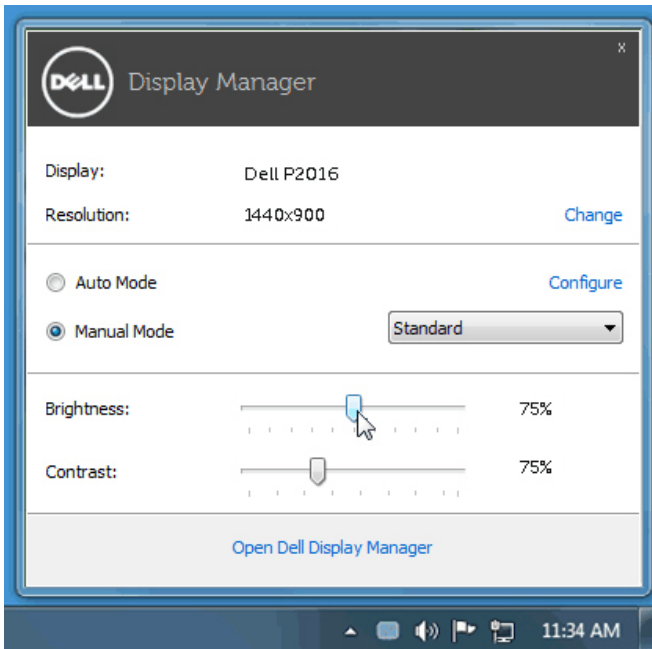 x
DELL Display Manager
Display: Dell P2016
Resolution: 1440x900 Change
Auto Mode Configure
Manual Mode Standard
Brightness: 75%
Contrast: 75%
Open Dell Display Manager
11:34 AM